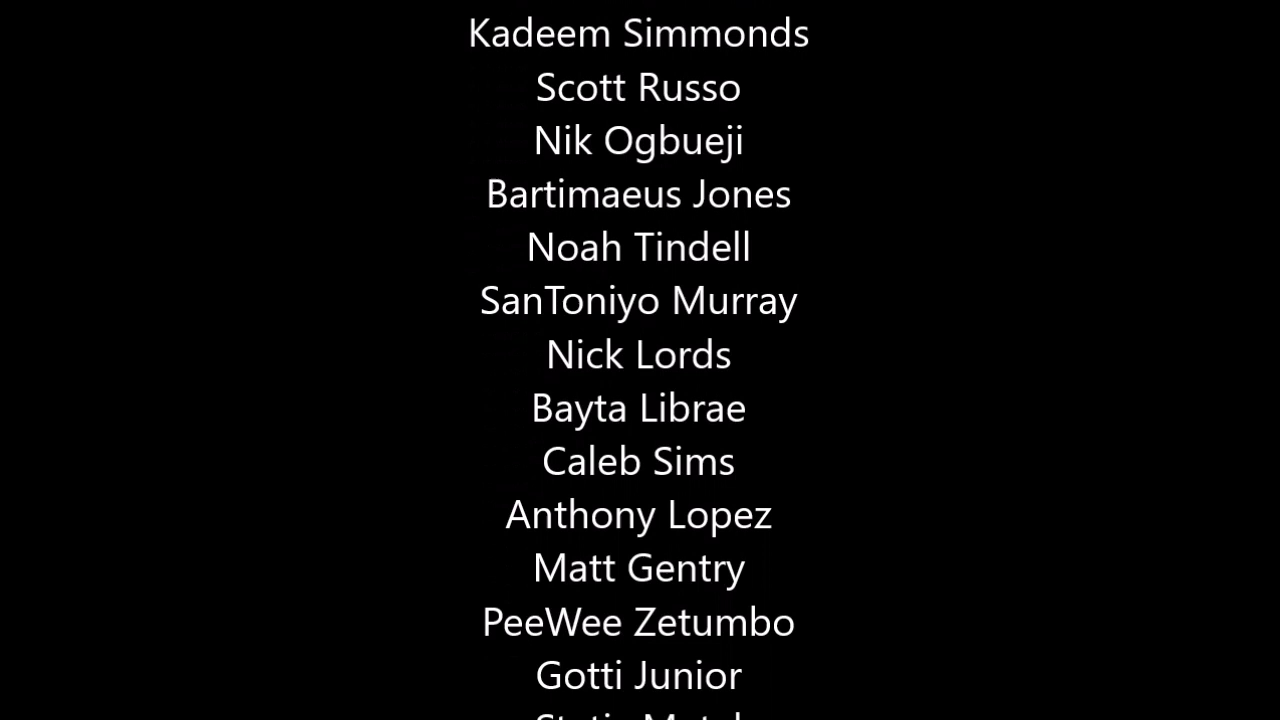 Kadeem Simmonds
Scott Russo
Nik Ogbueji
Bartimaeus Jones
Noah Tindell
SanToniyo Murray
Nick Lords
Bayta Librae
Caleb Sims
Anthony Lopez
Matt Gentry
PeeWee Zetumbo
Gotti Junior